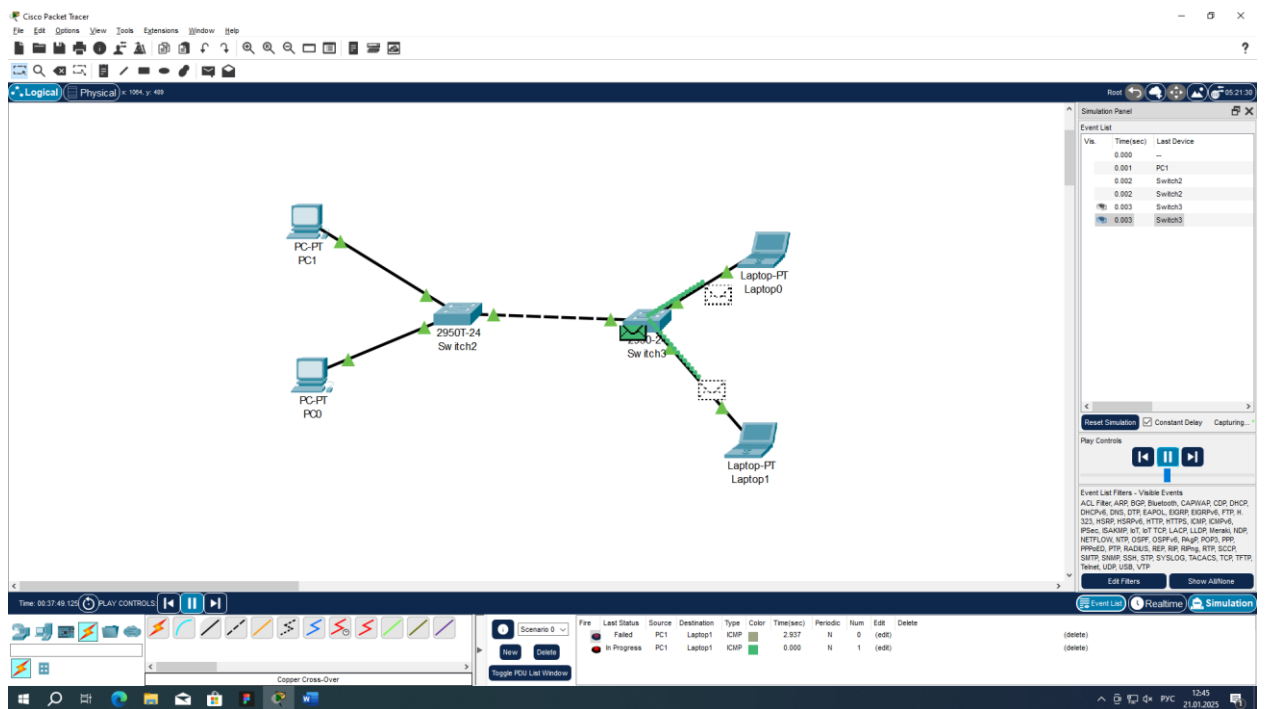 Cisco Packet Tracer
File Edit Options View Tools Extensions Window Help
?
Logical Physical x: 1064, y: 489 Root 05:21:30
Simulation Panel
Event List
Vis. Time(sec) Last Device
0.000 --
0.001 PC1
0.002 Switch2
0.002 Switch2
0.003 Switch3
0.003 Switch3
PC-PT
PC1
Laptop-PT
Laptop0
2950T-24
Switch2
2950-24
Switch3
PC-PT
PC0
Laptop-PT
Laptop1
Reset Simulation Constant Delay Capturing...
Play Controls
Event List Filters - Visible Events
ACL Filter, ARP, BGP, Bluetooth, CAPWAP, CDP, DHCP,
DHCPv6, DNS, DTP, EAPOL, EIGRP, EIGRPv6, FTP, H.
323, HSRP, HSRPv6, HTTP, HTTPS, ICMP, ICMPv6,
IPSec, ISAKMP, IoT, IoT TCP, LACP, LLDP, Meraki, NDP,
NETFLOW, NTP, OSPF, OSPFv6, PAgP, POP3, PPP,
PPPoED, PTP, RADIUS, REP, RIP, RIPng, RTP, SCCP,
SMTP, SNMP, SSH, STP, SYSLOG, TACACS, TCP, TFTP,
Telnet, UDP, USB, VTP
Edit Filters Show All/None
Time: 00:37:49.125 PLAY CONTROLS: Event List Realtime Simulation
Scenario 0
New Delete
Toggle PDU List Window
Fire Last Status Source Destination Type Color Time(sec) Periodic Num Edit Delete
Failed PC1 Laptop1 ICMP 2.937 N 0 (edit) (delete)
In Progress PC1 Laptop1 ICMP 0.000 N 1 (edit) (delete)
Copper Cross-Over
РУС
12:45
21.01.2025